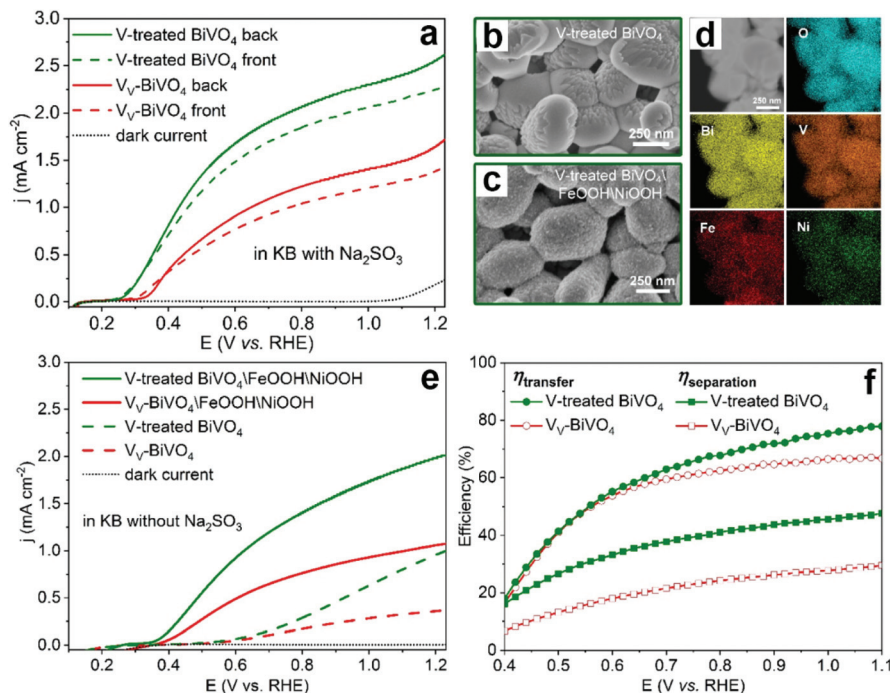 a
V-treated BiVO₄ back
V-treated BiVO₄ front
Vᵥ-BiVO₄ back
Vᵥ-BiVO₄ front
dark current
in KB with Na₂SO₃
j (mA cm⁻²)
3.0
2.5
2.0
1.5
1.0
0.5
0.0
0.2 0.4 0.6 0.8 1.0 1.2
E (V vs. RHE)
b
V-treated BiVO₄
250 nm
c
V-treated BiVO₄\
FeOOH\NiOOH
250 nm
d
250 nm
O
Bi
V
Fe
Ni
e
V-treated BiVO₄\FeOOH\NiOOH
Vᵥ-BiVO₄\FeOOH\NiOOH
V-treated BiVO₄
Vᵥ-BiVO₄
dark current
in KB without Na₂SO₃
j (mA cm⁻²)
3.0
2.5
2.0
1.5
1.0
0.5
0.0
0.2 0.4 0.6 0.8 1.0 1.2
E (V vs. RHE)
f
η transfer
V-treated BiVO₄
Vᵥ-BiVO₄
η separation
V-treated BiVO₄
Vᵥ-BiVO₄
Efficiency (%)
100
80
60
40
20
0
0.4 0.5 0.6 0.7 0.8 0.9 1.0 1.1
E (V vs. RHE)